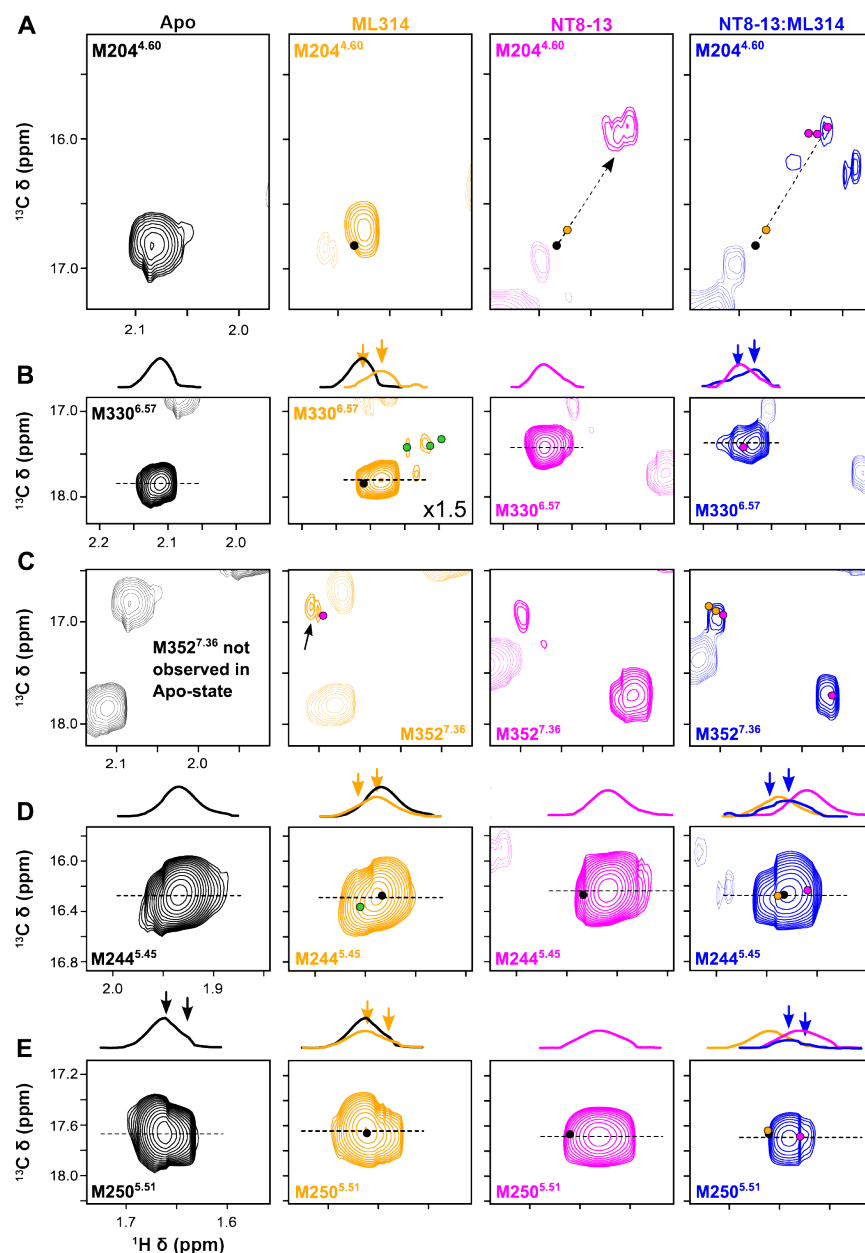 A
Apo
ML314
NT8-13
NT8-13:ML314
M204^4.60
M204^4.60
M204^4.60
M204^4.60
16.0
17.0
¹³C δ (ppm)
2.1
2.0
B
M330^6.57
M330^6.57
x1.5
M330^6.57
M330^6.57
17.0
18.0
¹³C δ (ppm)
2.2
2.1
2.0
C
M352^7.36 not
observed in
Apo-state
M352^7.36
M352^7.36
M352^7.36
17.0
18.0
¹³C δ (ppm)
2.1
2.0
D
M244^5.45
M244^5.45
M244^5.45
M244^5.45
16.0
16.4
16.8
¹³C δ (ppm)
2.0
1.9
E
M250^5.51
M250^5.51
M250^5.51
M250^5.51
17.2
17.6
18.0
¹³C δ (ppm)
1.7
1.6
¹H δ (ppm)